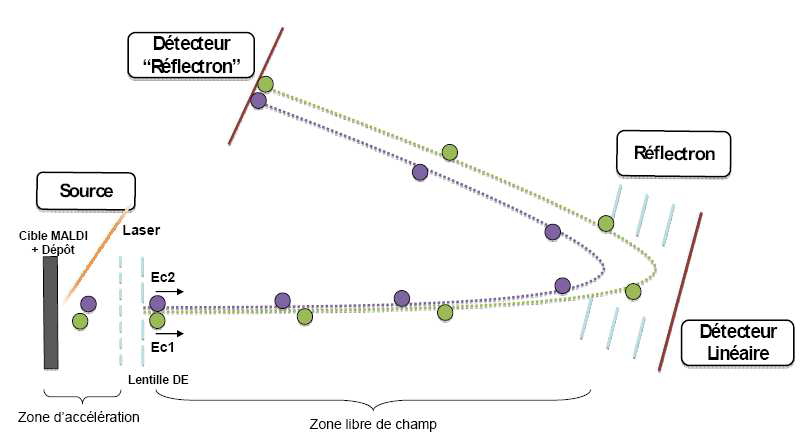 Détecteur
“Réflectron”
Réflectron
Source
Laser
Cible MALDI
+ Dépôt
Ec2
Ec1
Détecteur
Linéaire
Lentille DE
Zone d’accélération
Zone libre de champ